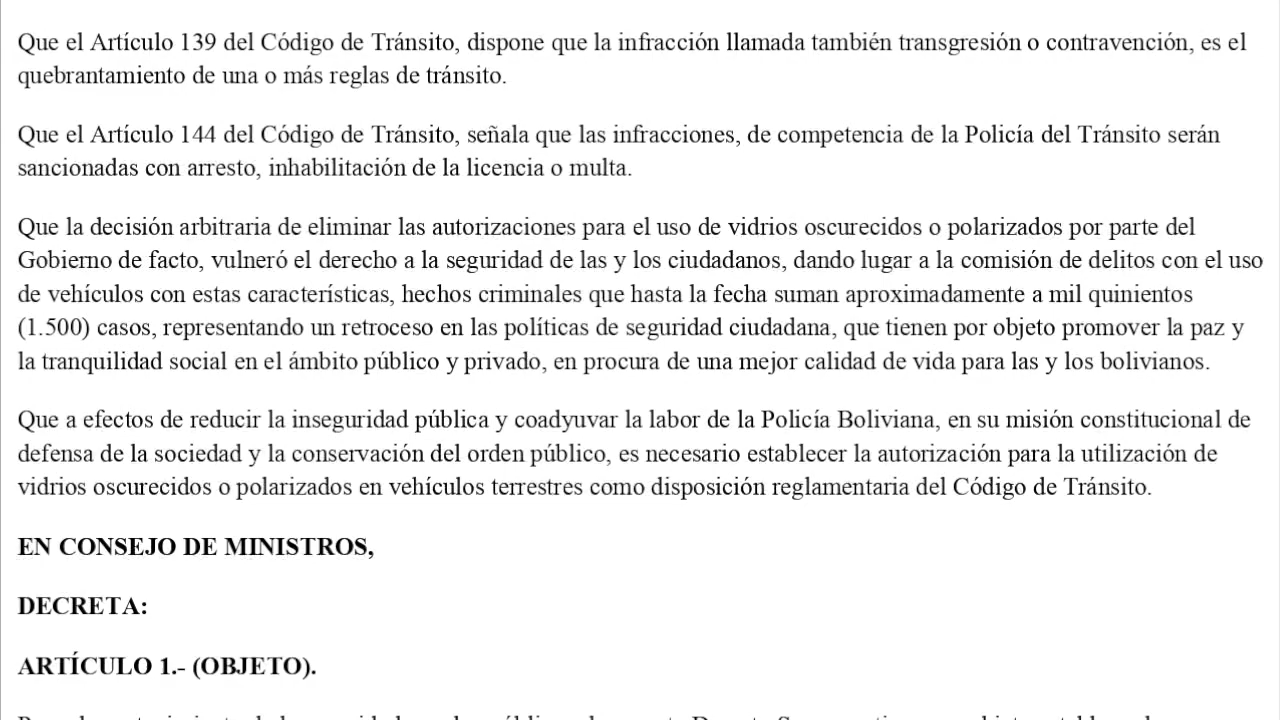 Que el Artículo 139 del Código de Tránsito, dispone que la infracción llamada también transgresión o contravención, es el
quebrantamiento de una o más reglas de tránsito.
Que el Artículo 144 del Código de Tránsito, señala que las infracciones, de competencia de la Policía del Tránsito serán
sancionadas con arresto, inhabilitación de la licencia o multa.
Que la decisión arbitraria de eliminar las autorizaciones para el uso de vidrios oscurecidos o polarizados por parte del
Gobierno de facto, vulneró el derecho a la seguridad de las y los ciudadanos, dando lugar a la comisión de delitos con el uso
de vehículos con estas características, hechos criminales que hasta la fecha suman aproximadamente a mil quinientos
(1.500) casos, representando un retroceso en las políticas de seguridad ciudadana, que tienen por objeto promover la paz y
la tranquilidad social en el ámbito público y privado, en procura de una mejor calidad de vida para las y los bolivianos.
Que a efectos de reducir la inseguridad pública y coadyuvar la labor de la Policía Boliviana, en su misión constitucional de
defensa de la sociedad y la conservación del orden público, es necesario establecer la autorización para la utilización de
vidrios oscurecidos o polarizados en vehículos terrestres como disposición reglamentaria del Código de Tránsito.
EN CONSEJO DE MINISTROS,
DECRETA:
ARTÍCULO 1.- (OBJETO).